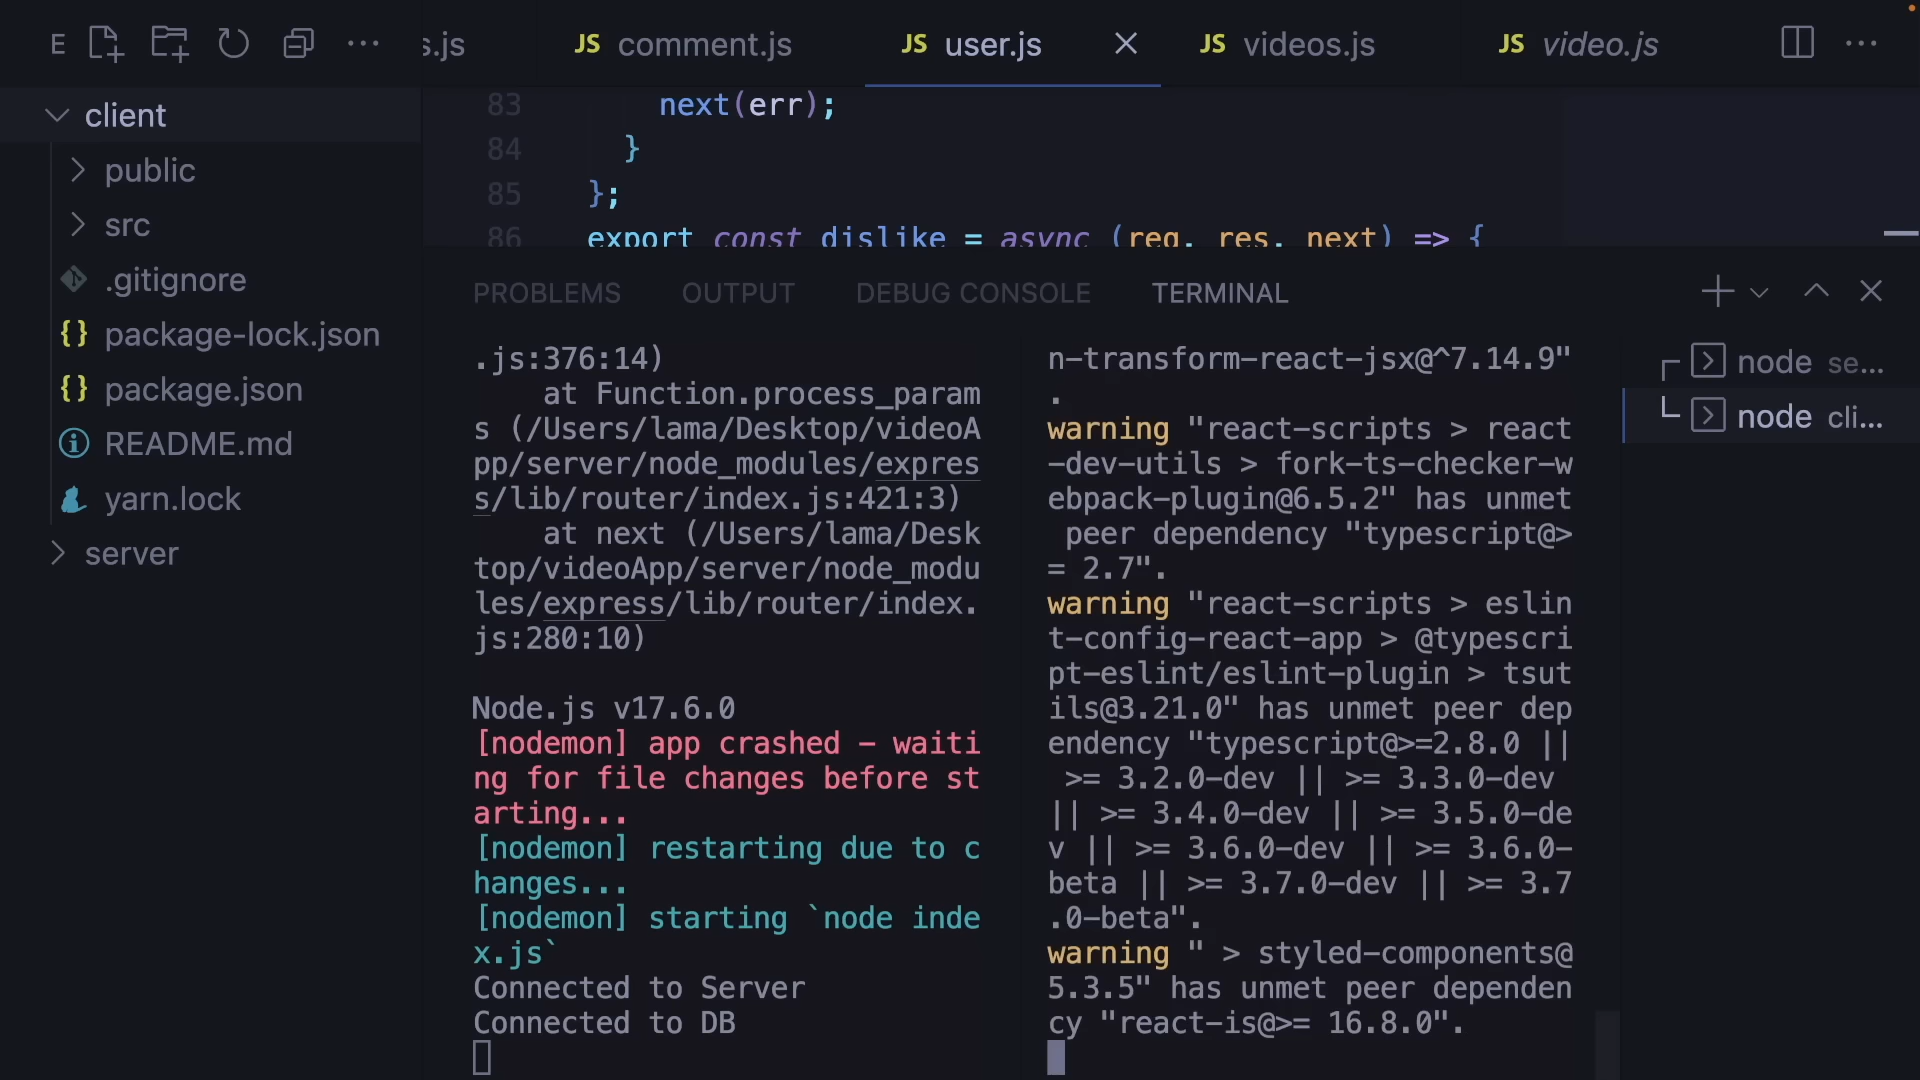 E
s.js
JS comment.js
JS user.js
JS videos.js
JS video.js
client
public
src
.gitignore
{} package-lock.json
{} package.json
README.md
yarn.lock
server
83 next(err);
84 }
85 };
86 export const dislike = async (req, res, next) => {
PROBLEMS OUTPUT DEBUG CONSOLE TERMINAL
.js:376:14)
at Function.process_param
s (/Users/lama/Desktop/videoA
pp/server/node_modules/expres
s/lib/router/index.js:421:3)
at next (/Users/lama/Desk
top/videoApp/server/node_modu
les/express/lib/router/index.
js:280:10)
Node.js v17.6.0
[nodemon] app crashed - waiti
ng for file changes before st
arting...
[nodemon] restarting due to c
hanges...
[nodemon] starting `node inde
x.js`
Connected to Server
Connected to DB
n-transform-react-jsx@^7.14.9"
.
warning "react-scripts > react
-dev-utils > fork-ts-checker-w
ebpack-plugin@6.5.2" has unmet
peer dependency "typescript@>
= 2.7".
warning "react-scripts > eslin
t-config-react-app > @typescri
pt-eslint/eslint-plugin > tsut
ils@3.21.0" has unmet peer dep
endency "typescript@>=2.8.0 ||
>= 3.2.0-dev || >= 3.3.0-dev
|| >= 3.4.0-dev || >= 3.5.0-de
v || >= 3.6.0-dev || >= 3.6.0-
beta || >= 3.7.0-dev || >= 3.7
.0-beta".
warning " > styled-components@
5.3.5" has unmet peer dependen
cy "react-is@>= 16.8.0".
node se...
node cli...